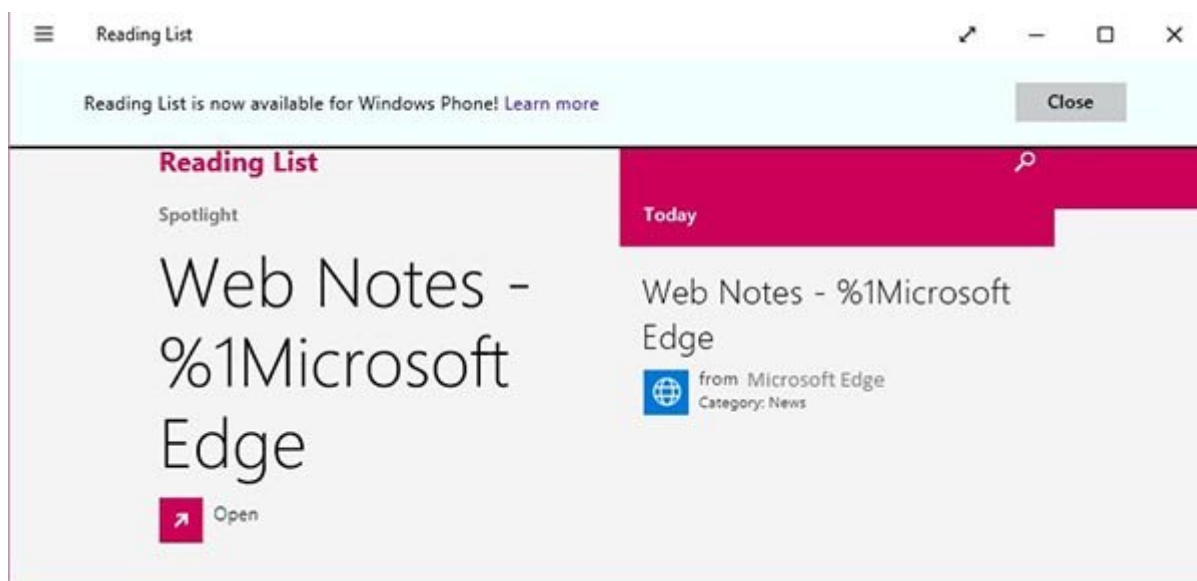 Reading List
Reading List is now available for Windows Phone! Learn more
Close
Reading List
Spotlight
Web Notes -
%1Microsoft
Edge
Open
Today
Web Notes - %1Microsoft
Edge
from Microsoft Edge
Category: News